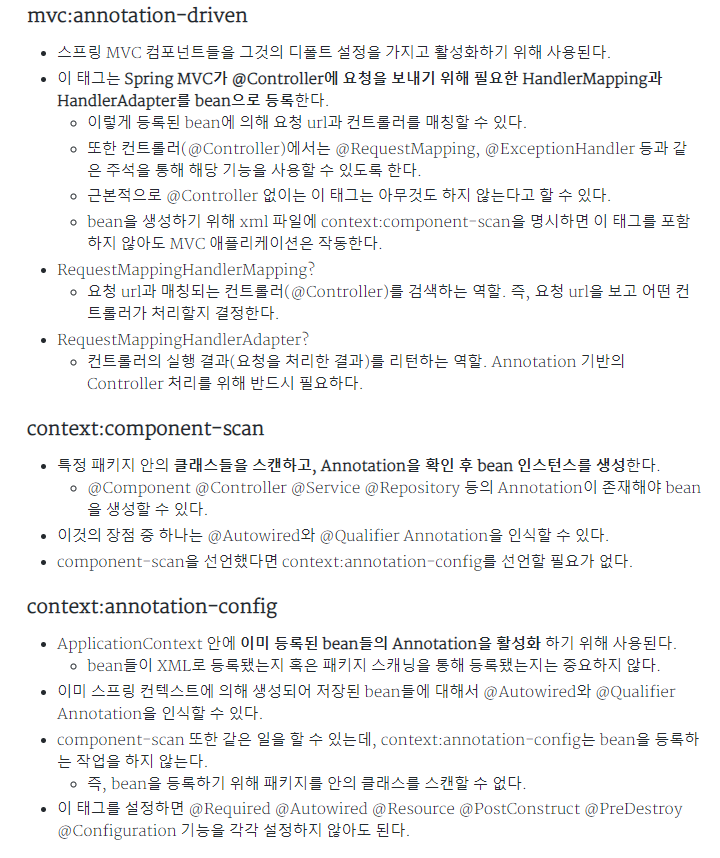 mvc:annotation-driven
• 스프링 MVC 컴포넌트들을 그것의 디폴트 설정을 가지고 활성화하기 위해 사용된다.
• 이 태그는 Spring MVC가 @Controller에 요청을 보내기 위해 필요한 HandlerMapping과
HandlerAdapter를 bean으로 등록한다.
◦ 이렇게 등록된 bean에 의해 요청 url과 컨트롤러를 매칭할 수 있다.
◦ 또한 컨트롤러(@Controller)에서는 @RequestMapping, @ExceptionHandler 등과 같
은 주석을 통해 해당 기능을 사용할 수 있도록 한다.
◦ 근본적으로 @Controller 없이는 이 태그는 아무것도 하지 않는다고 할 수 있다.
◦ bean을 생성하기 위해 xml 파일에 context:component-scan을 명시하면 이 태그를 포함
하지 않아도 MVC 애플리케이션은 작동한다.
• RequestMappingHandlerMapping?
◦ 요청 url과 매칭되는 컨트롤러(@Controller)를 검색하는 역할. 즉, 요청 url을 보고 어떤 컨
트롤러가 처리할지 결정한다.
• RequestMappingHandlerAdapter?
◦ 컨트롤러의 실행 결과(요청을 처리한 결과)를 리턴하는 역할. Annotation 기반의
Controller 처리를 위해 반드시 필요하다.
context:component-scan
• 특정 패키지 안의 클래스들을 스캔하고, Annotation을 확인 후 bean 인스턴스를 생성한다.
◦ @Component @Controller @Service @Repository 등의 Annotation이 존재해야 bean
을 생성할 수 있다.
• 이것의 장점 중 하나는 @Autowired와 @Qualifier Annotation을 인식할 수 있다.
• component-scan을 선언했다면 context:annotation-config를 선언할 필요가 없다.
context:annotation-config
• ApplicationContext 안에 이미 등록된 bean들의 Annotation을 활성화 하기 위해 사용된다.
◦ bean들이 XML로 등록됐는지 혹은 패키지 스캐닝을 통해 등록됐는지는 중요하지 않다.
• 이미 스프링 컨텍스트에 의해 생성되어 저장된 bean들에 대해서 @Autowired와 @Qualifier
Annotation을 인식할 수 있다.
• component-scan 또한 같은 일을 할 수 있는데, context:annotation-config는 bean을 등록하
는 작업을 하지 않는다.
◦ 즉, bean을 등록하기 위해 패키지를 안의 클래스를 스캔할 수 없다.
• 이 태그를 설정하면 @Required @Autowired @Resource @PostConstruct @PreDestroy
@Configuration 기능을 각각 설정하지 않아도 된다.